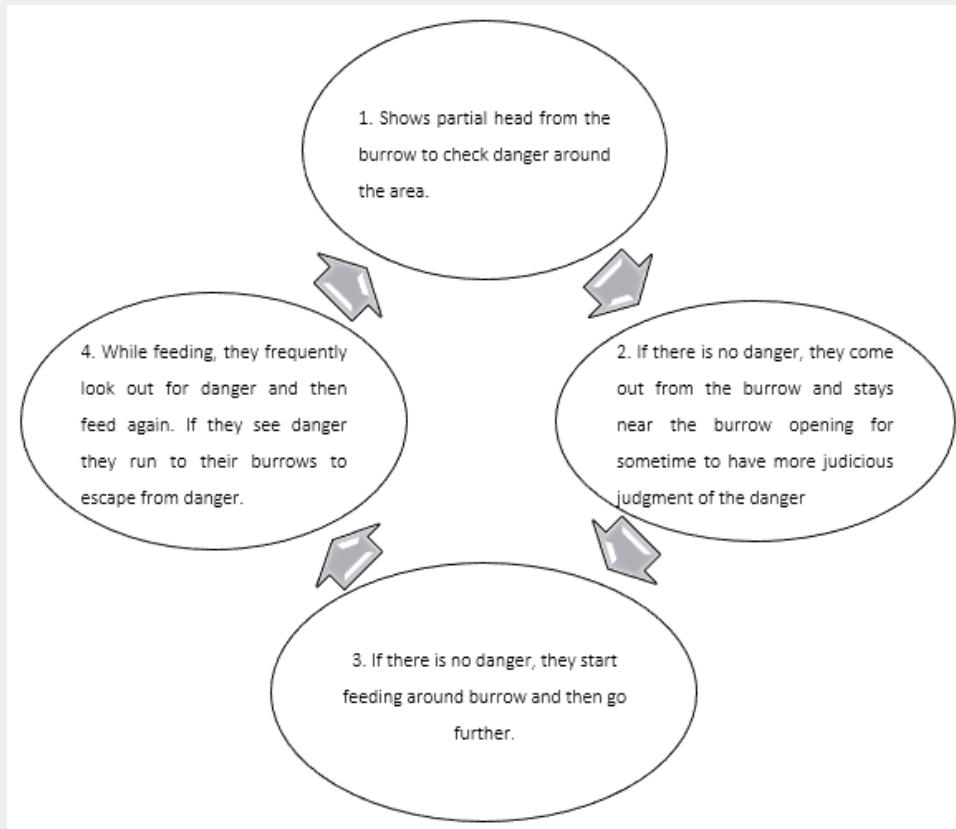 1. Shows partial head from the
burrow to check danger around
the area.
2. If there is no danger, they come
out from the burrow and stays
near the burrow opening for
sometime to have more judicious
judgment of the danger
3. If there is no danger, they start
feeding around burrow and then go
further.
4. While feeding, they frequently
look out for danger and then
feed again. If they see danger
they run to their burrows to
escape from danger.